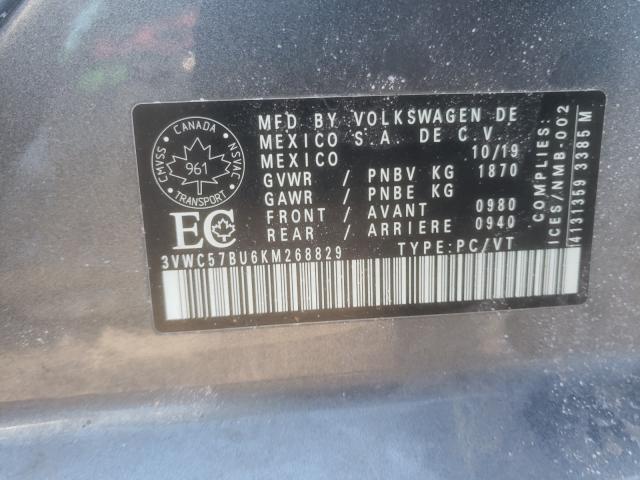 CANADA
CMVSS
NSVAC
961
TRANSPORT
EC
MFD BY VOLKSWAGEN DE
MEXICO S.A. DE C V
MEXICO 10/19
GVWR / PNBV KG 1870
GAWR / PNBE KG
FRONT / AVANT 0980
REAR / ARRIERE 0940
3VWC57BU6KM268829 TYPE:PC/VT
COMPLIES:
ICES/NMB-002
4131359 3385 M